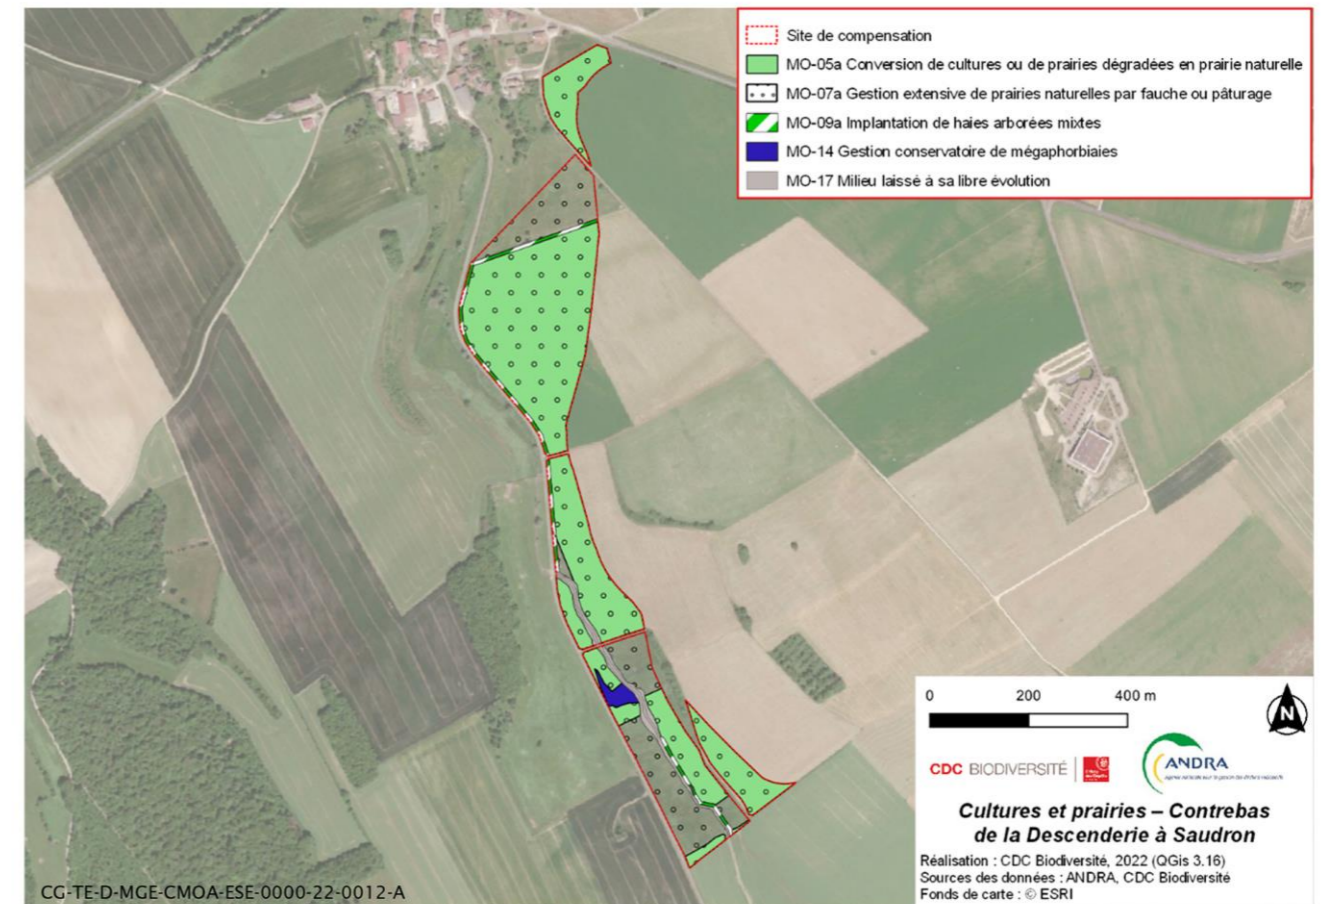 Site de compensation
MO-05a Conversion de cultures ou de prairies dégradées en prairie naturelle
MO-07a Gestion extensive de prairies naturelles par fauche ou pâturage
MO-09a Implantation de haies arborées mixtes
MO-14 Gestion conservatoire de mégaphorbiaies
MO-17 Milieu laissé à sa libre évolution
0 200 400 m
N
CDC BIODIVERSITÉ
ANDRA
Cultures et prairies – Contrebas
de la Descenderie à Saudron
Réalisation : CDC Biodiversité, 2022 (QGis 3.16)
Sources des données : ANDRA, CDC Biodiversité
Fonds de carte : © ESRI
CG-TE-D-MGE-CMOA-ESE-0000-22-0012-A